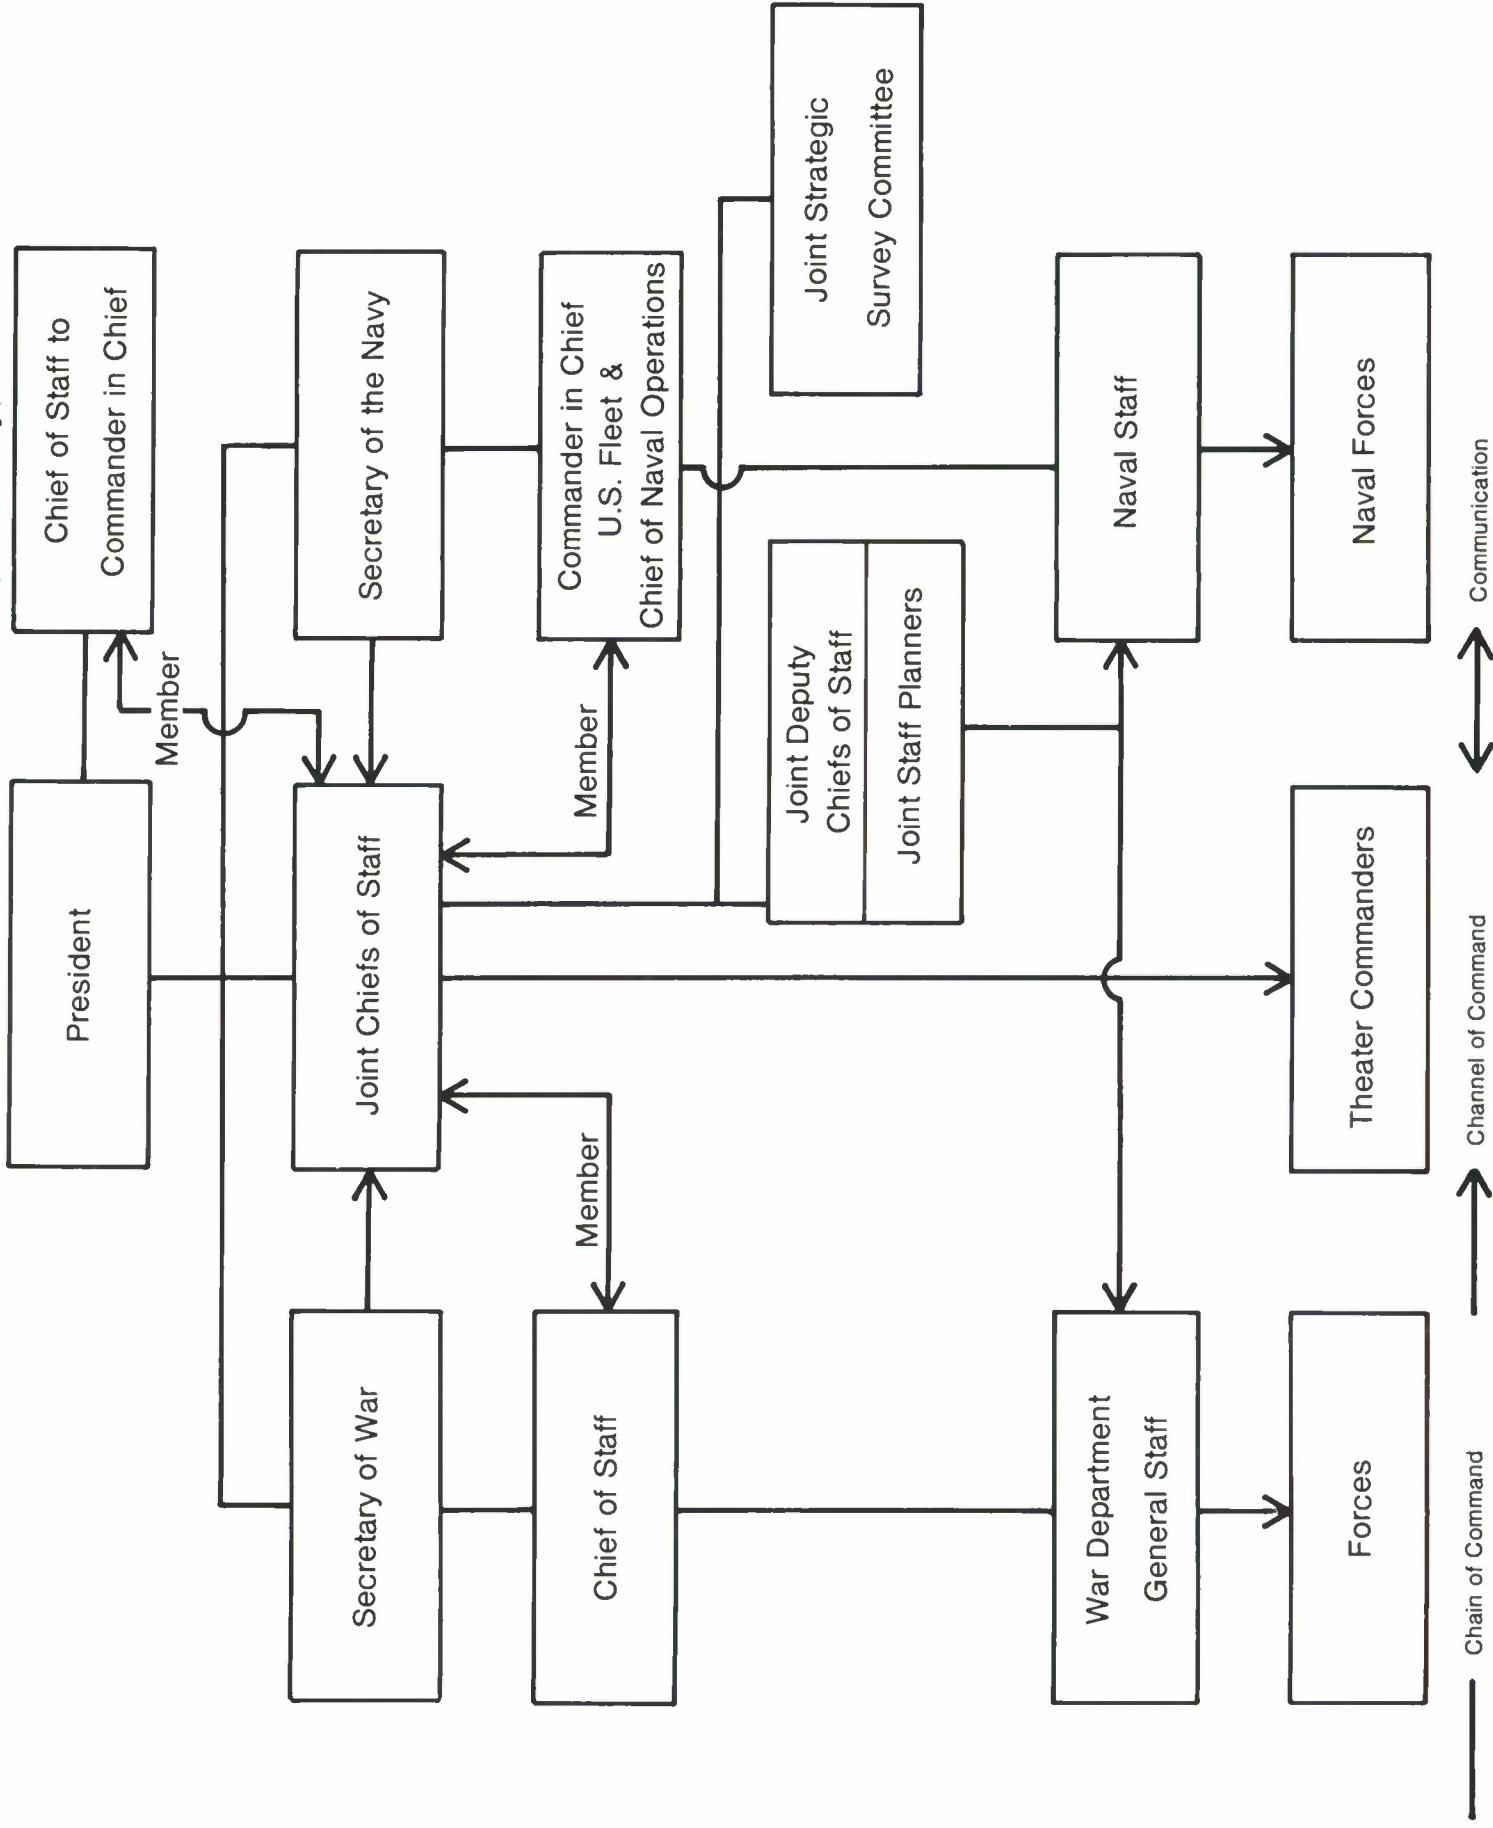 President
Chief of Staff to
Commander in Chief
Member
Secretary of War
Joint Chiefs of Staff
Secretary of the Navy
Chief of Staff
Member
Member
Commander in Chief
U.S. Fleet &
Chief of Naval Operations
Joint Deputy
Chiefs of Staff
Joint Staff Planners
Joint Strategic
Survey Committee
War Department
General Staff
Naval Staff
Forces
Theater Commanders
Naval Forces
Chain of Command
Channel of Command
Communication